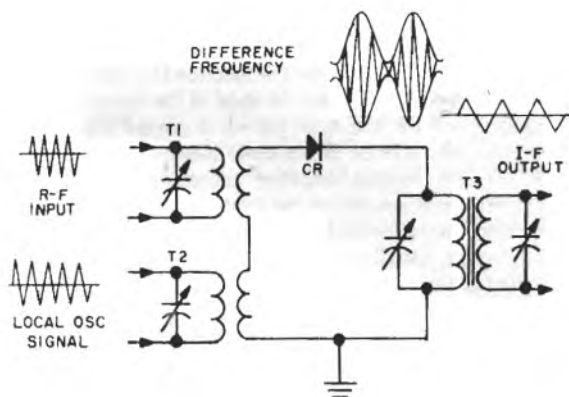 DIFFERENCE
FREQUENCY
T1
R-F
INPUT
CR
I-F
OUTPUT
T3
T2
LOCAL OSC
SIGNAL